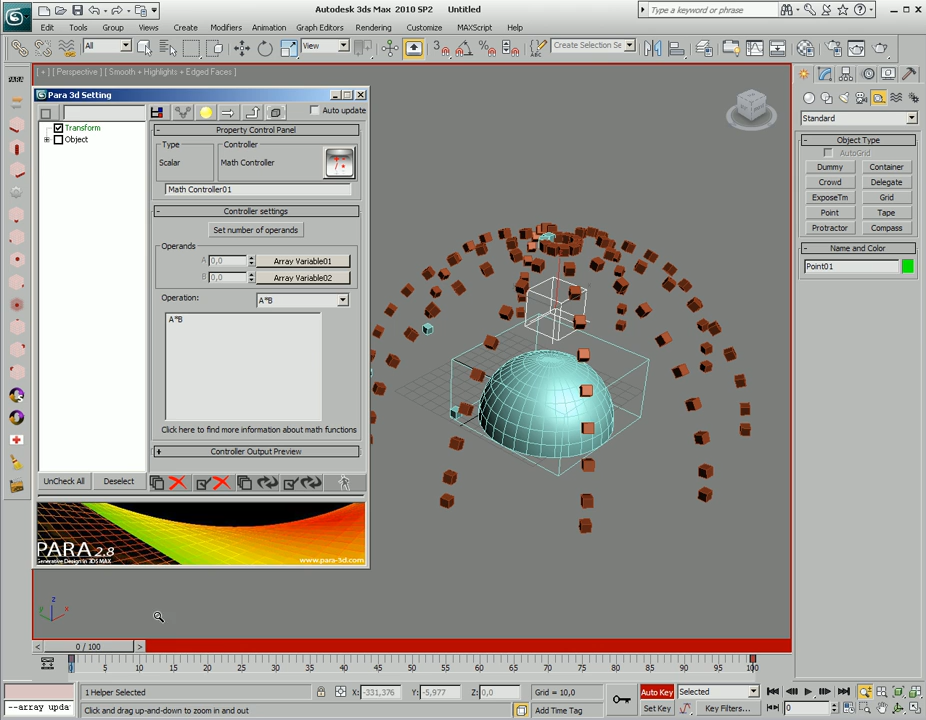 Autodesk 3ds Max 2010 SP2    Untitled
Type a keyword or phrase
Edit Tools Group Views Create Modifiers Animation Graph Editors Rendering Customize MAXScript Help
All
View
Create Selection Se
[ + ] [ Perspective ] [ Smooth + Highlights + Edged Faces ]
PARA
Para 3d Setting
Auto update
Transform
Object
Property Control Panel
Type
Scalar
Controller
Math Controller
Math Controller01
Controller settings
Set number of operands
Operands
A 0,0 Array Variable01
B 0,0 Array Variable02
Operation: A*B
A*B
Click here to find more information about math functions
Controller Output Preview
UnCheck All Deselect
PARA 2.8
Generative Design in 3DS MAX
www.para-3d.com
Standard
Object Type
AutoGrid
Dummy Container
Crowd Delegate
ExposeTm Grid
Point Tape
Protractor Compass
Name and Color
Point01
z
x
y
0 / 100
0 5 10 15 20 25 30 35 40 45 50 55 60 65 70 75 80 85 90 95 100
1 Helper Selected X: -331,376 Y: -5,977 Z: 0,0 Grid = 10,0 Auto Key Selected
--array upda Click and drag up-and-down to zoom in and out Add Time Tag Set Key Key Filters... 0